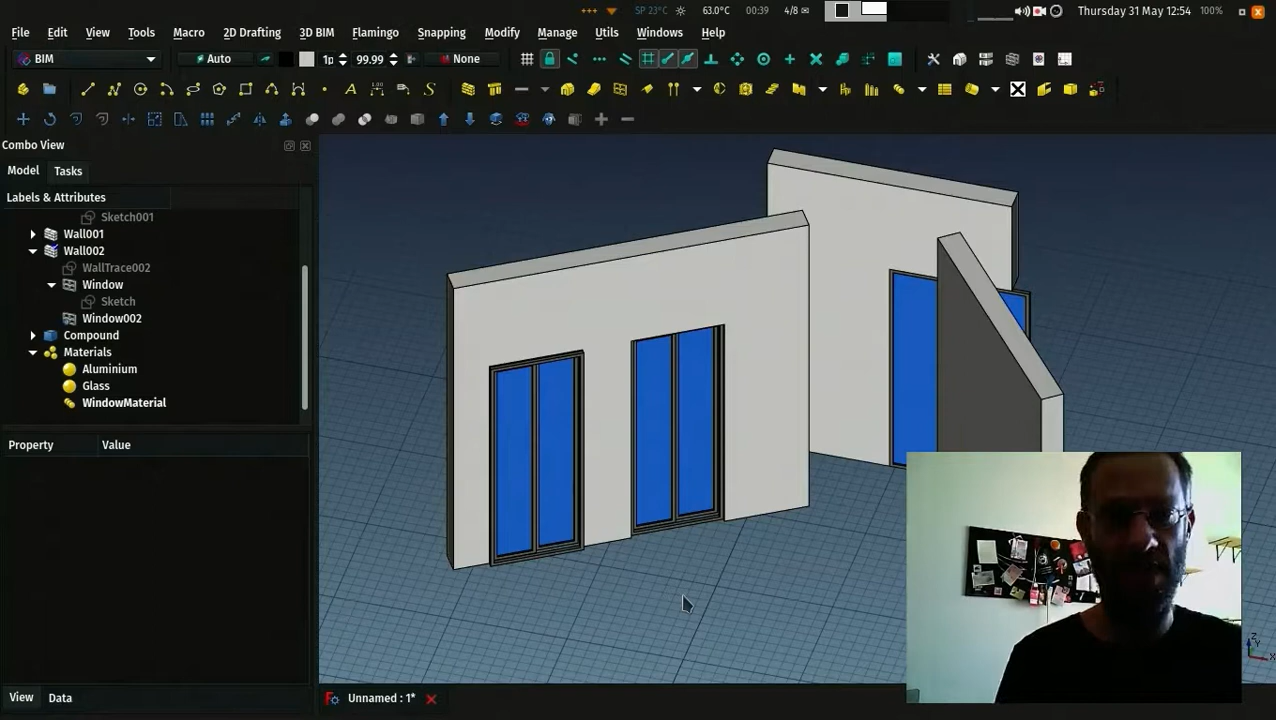 SP 23°C 63.0°C 00:39 4/8 Thursday 31 May 12:54 100%
File Edit View Tools Macro 2D Drafting 3D BIM Flamingo Snapping Modify Manage Utils Windows Help
BIM Auto 1p 99.99 None
Combo View
Model Tasks
Labels & Attributes
Sketch001
Wall001
Wall002
WallTrace002
Window
Sketch
Window002
Compound
Materials
Aluminium
Glass
WindowMaterial
Property Value
View Data
Unnamed : 1*